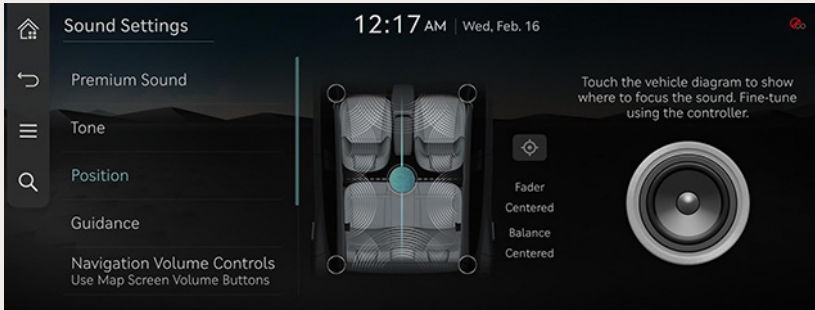 Sound Settings
12:17 AM | Wed, Feb. 16
Premium Sound
Tone
Position
Guidance
Navigation Volume Controls
Use Map Screen Volume Buttons
Fader
Centered
Balance
Centered
Touch the vehicle diagram to show
where to focus the sound. Fine-tune
using the controller.